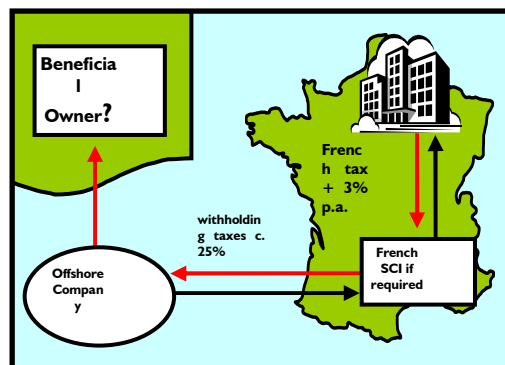 Beneficia
l
Owner?
Frenc
h tax
+ 3%
p.a.
withholdin
g taxes c.
25%
Offshore
Compan
y
French
SCI if
required